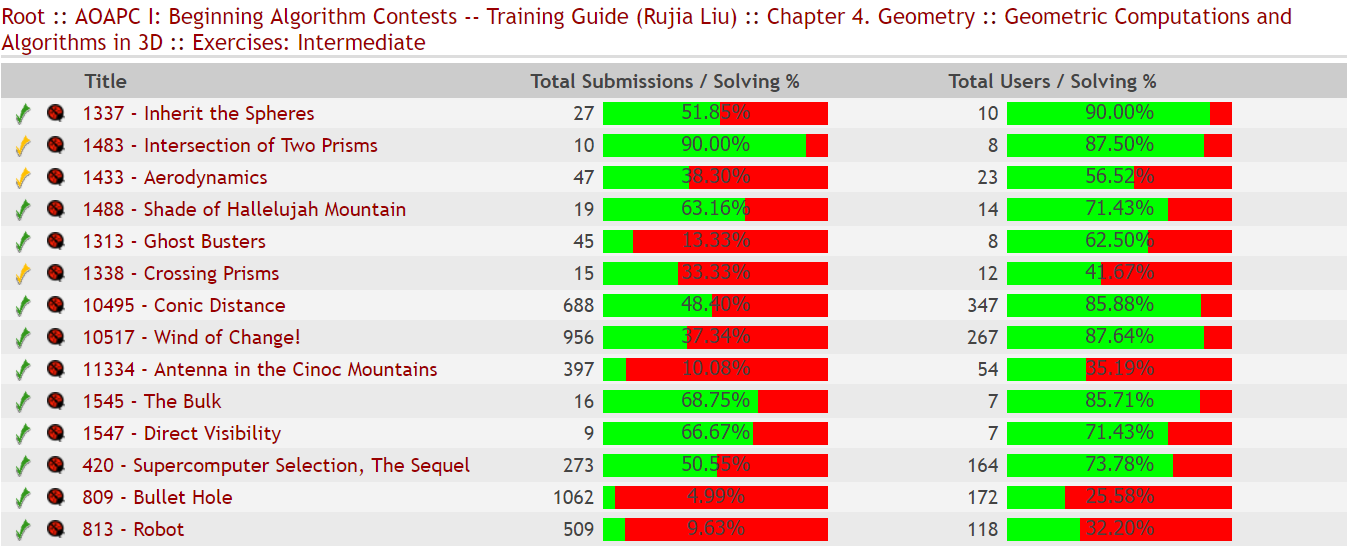 Root :: AOAPC I: Beginning Algorithm Contests -- Training Guide (Rujia Liu) :: Chapter 4. Geometry :: Geometric Computations and
Algorithms in 3D :: Exercises: Intermediate
Title Total Submissions / Solving % Total Users / Solving %
1337 - Inherit the Spheres 27 51.85% 10 90.00%
1483 - Intersection of Two Prisms 10 90.00% 8 87.50%
1433 - Aerodynamics 47 38.30% 23 56.52%
1488 - Shade of Hallelujah Mountain 19 63.16% 14 71.43%
1313 - Ghost Busters 45 13.33% 8 62.50%
1338 - Crossing Prisms 15 33.33% 12 41.67%
10495 - Conic Distance 688 48.40% 347 85.88%
10517 - Wind of Change! 956 37.34% 267 87.64%
11334 - Antenna in the Cinoc Mountains 397 10.08% 54 35.19%
1545 - The Bulk 16 68.75% 7 85.71%
1547 - Direct Visibility 9 66.67% 7 71.43%
420 - Supercomputer Selection, The Sequel 273 50.55% 164 73.78%
809 - Bullet Hole 1062 4.99% 172 25.58%
813 - Robot 509 9.63% 118 32.20%